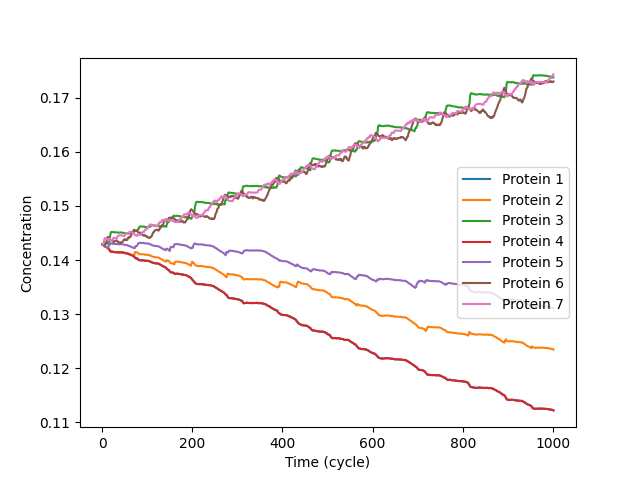 0.17
0.16
0.15
0.14
0.13
0.12
0.11
Concentration
Protein 1
Protein 2
Protein 3
Protein 4
Protein 5
Protein 6
Protein 7
0 200 400 600 800 1000
Time (cycle)